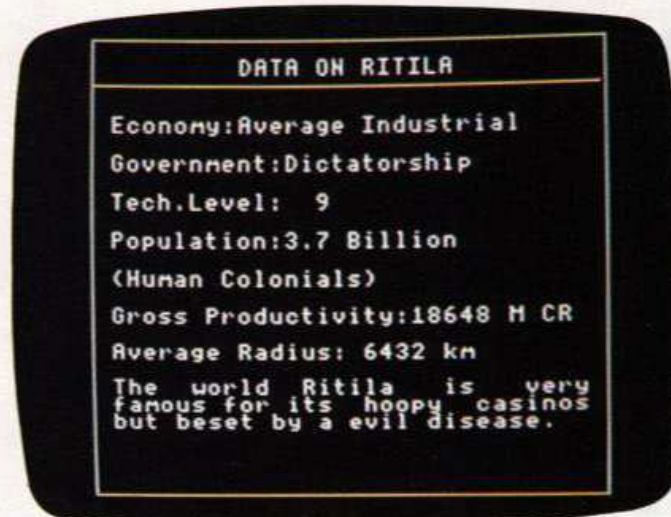 DATA ON RITILA
Economy:Average Industrial
Government:Dictatorship
Tech.Level: 9
Population:3.7 Billion
(Human Colonials)
Gross Productivity:18648 M CR
Average Radius: 6432 km
The world Ritila is very
famous for its hoopy casinos
but beset by a evil disease.